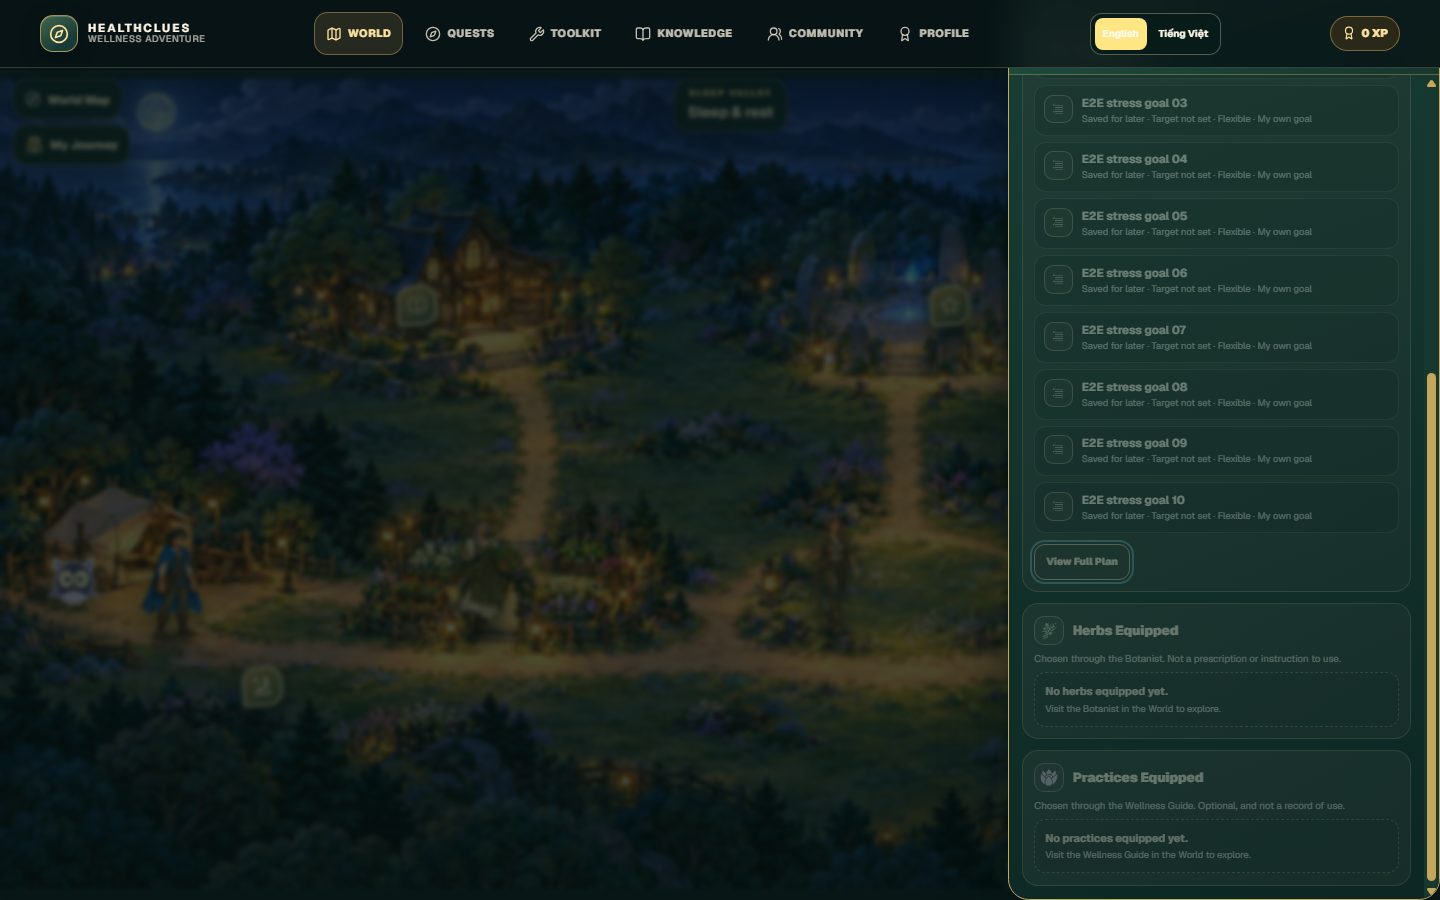 HEALTHCLUES
WELLNESS ADVENTURE
WORLD
QUESTS
TOOLKIT
KNOWLEDGE
COMMUNITY
PROFILE
English
Tiếng Việt
0 XP
World Map
My Journey
SLEEP VALLEY
Sleep & rest
E2E stress goal 03
Saved for later · Target not set · Flexible · My own goal
E2E stress goal 04
Saved for later · Target not set · Flexible · My own goal
E2E stress goal 05
Saved for later · Target not set · Flexible · My own goal
E2E stress goal 06
Saved for later · Target not set · Flexible · My own goal
E2E stress goal 07
Saved for later · Target not set · Flexible · My own goal
E2E stress goal 08
Saved for later · Target not set · Flexible · My own goal
E2E stress goal 09
Saved for later · Target not set · Flexible · My own goal
E2E stress goal 10
Saved for later · Target not set · Flexible · My own goal
View Full Plan
Herbs Equipped
Chosen through the Botanist. Not a prescription or instruction to use.
No herbs equipped yet.
Visit the Botanist in the World to explore.
Practices Equipped
Chosen through the Wellness Guide. Optional, and not a record of use.
No practices equipped yet.
Visit the Wellness Guide in the World to explore.